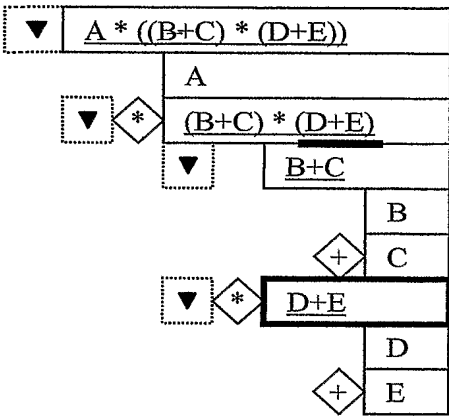 A * ((B+C) * (D+E))
A
* (B+C) * (D+E)
B+C
B
+ C
* D+E
D
+ E